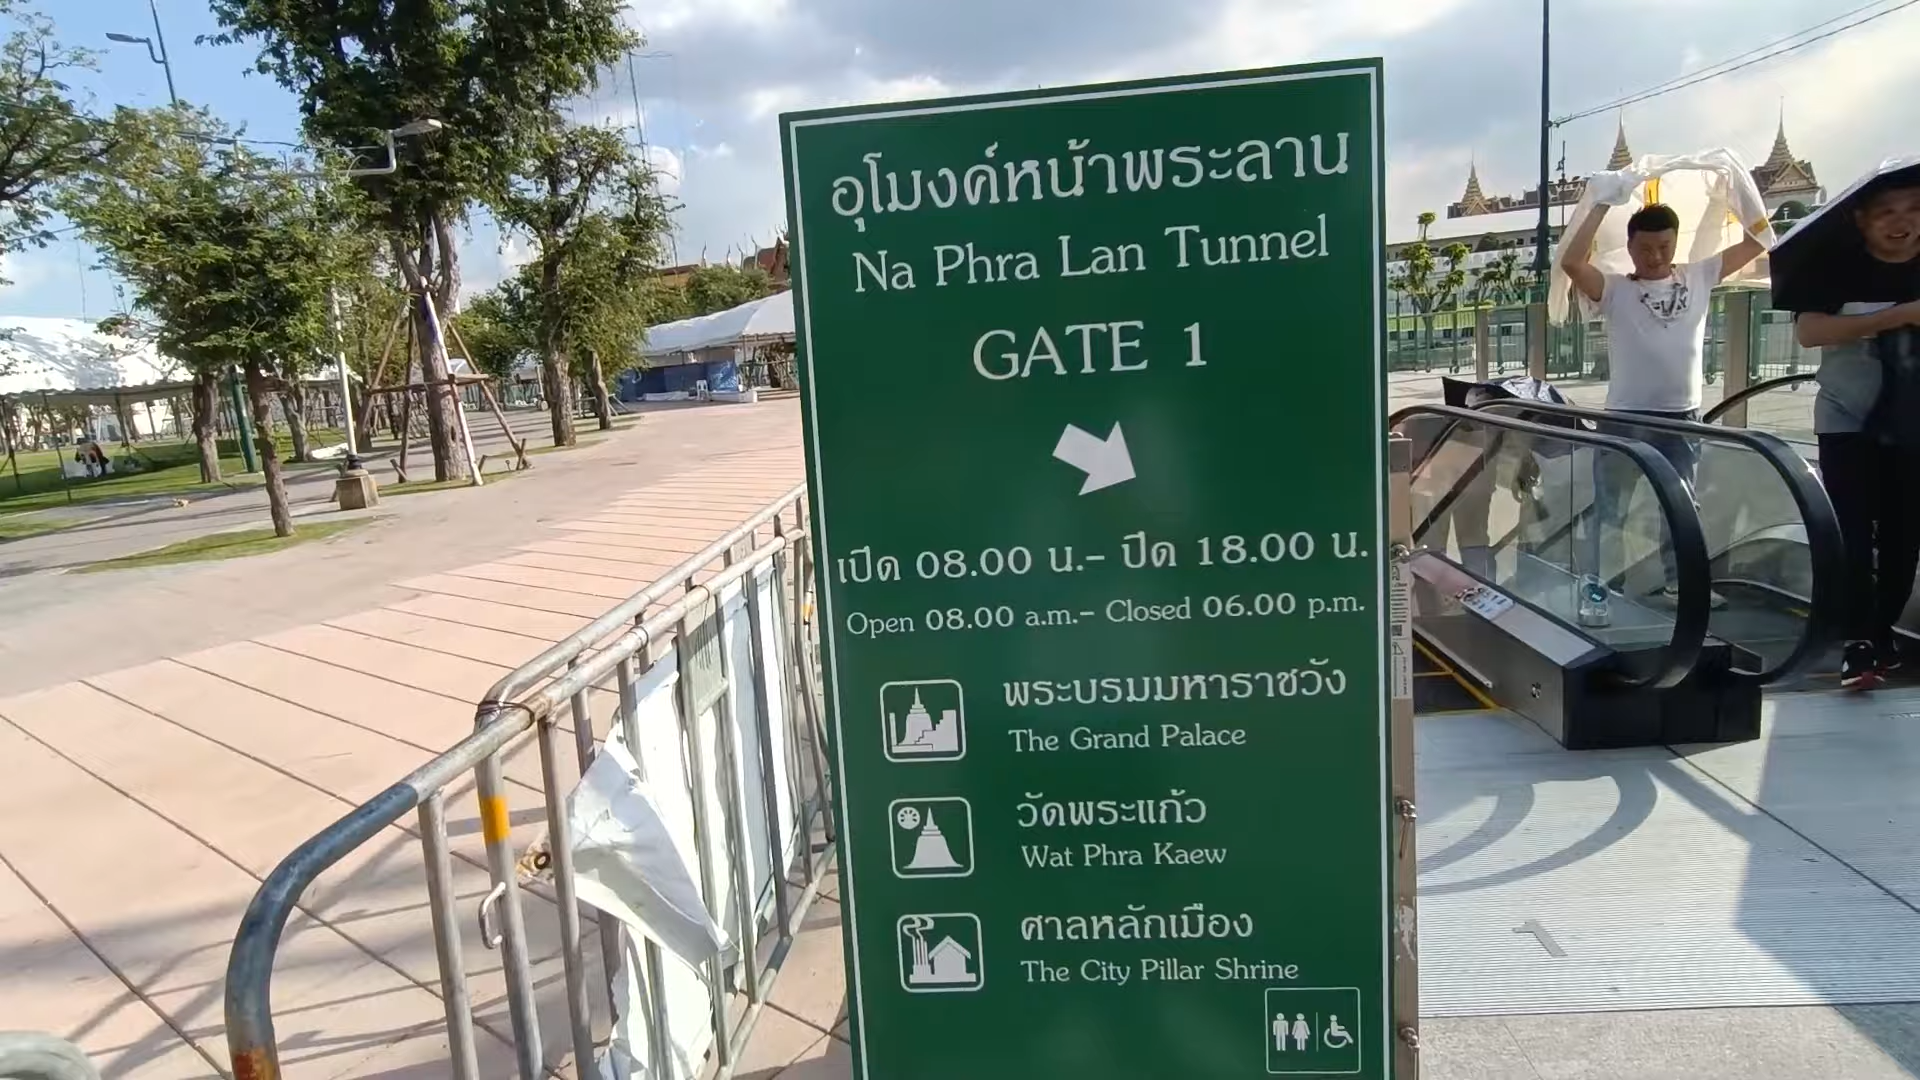 อุโมงค์หน้าพระลาน
Na Phra Lan Tunnel
GATE 1
เปิด 08.00 น.– ปิด 18.00 น.
Open 08.00 a.m.– Closed 06.00 p.m.
พระบรมมหาราชวัง
The Grand Palace
วัดพระแก้ว
Wat Phra Kaew
ศาลหลักเมือง
The City Pillar Shrine